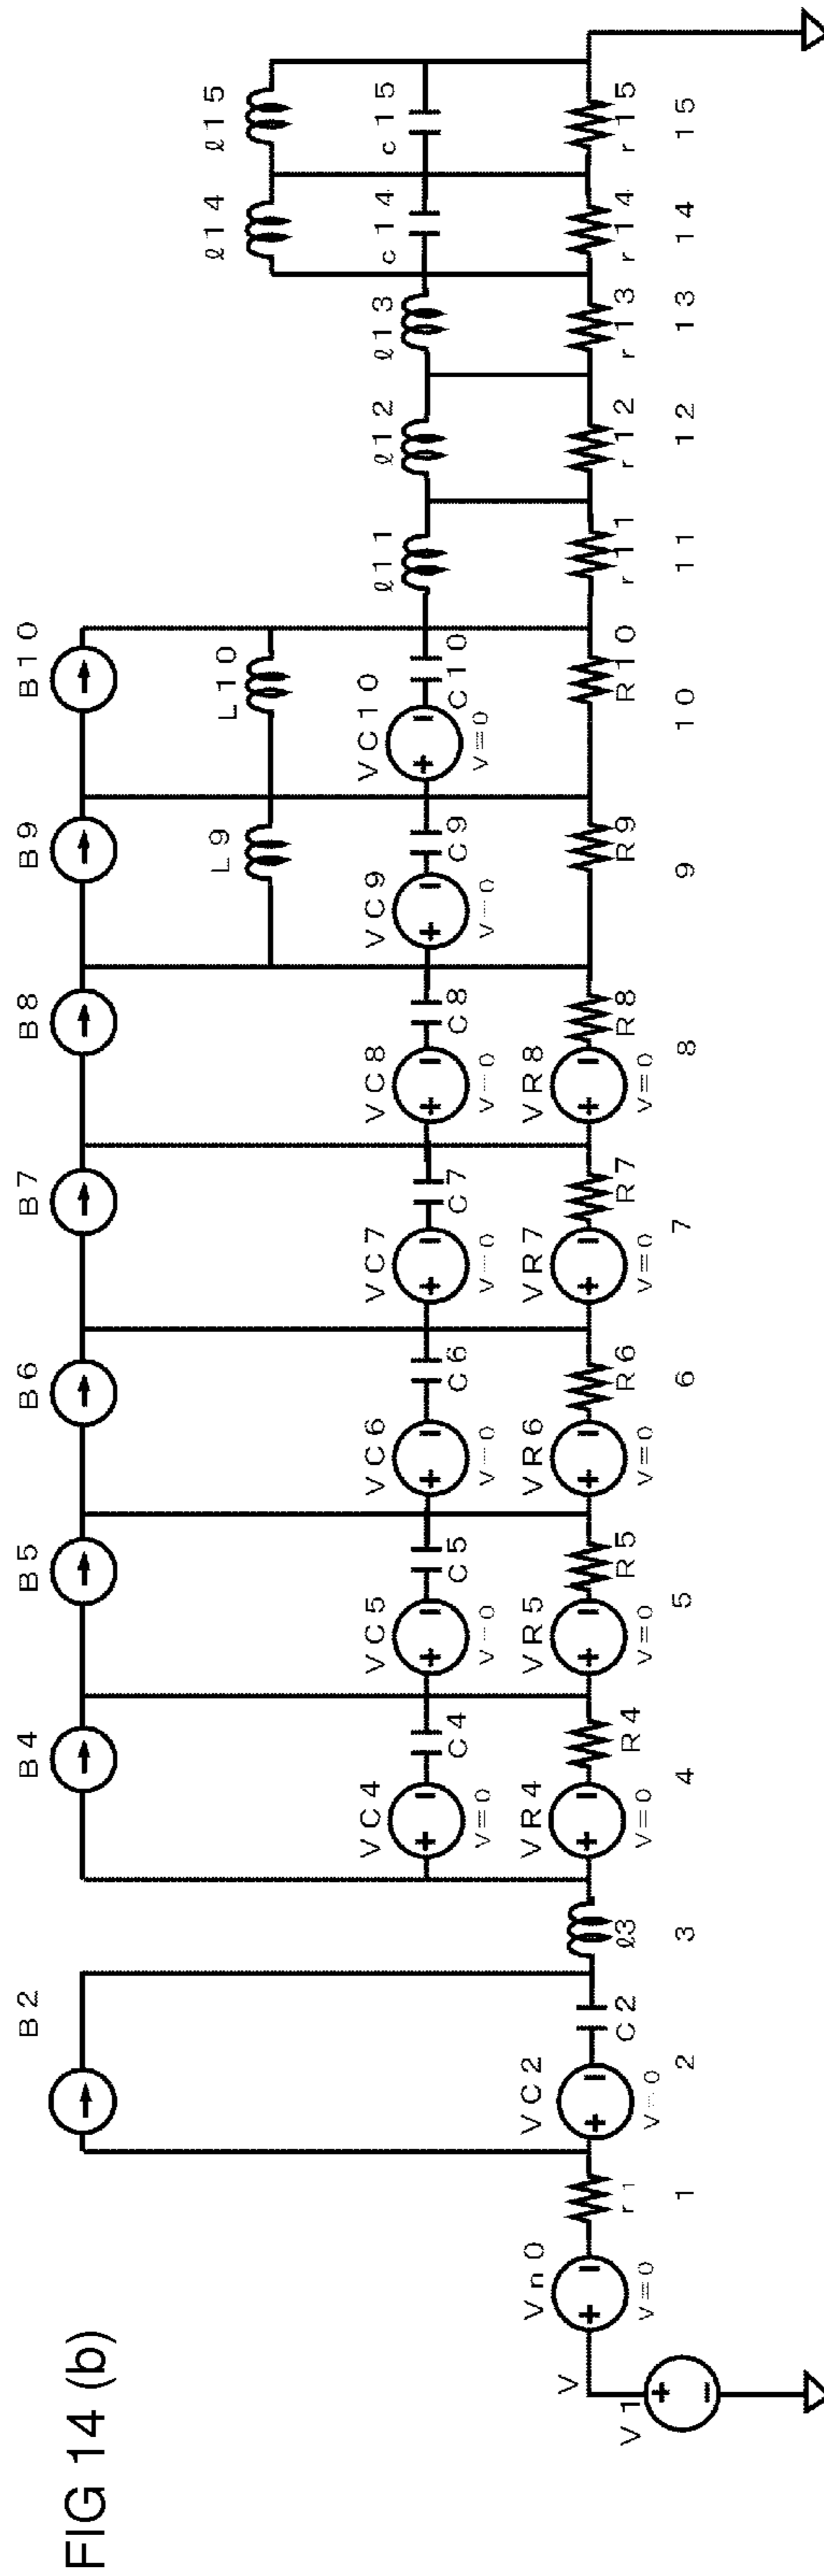 FIG 14 (b)
B2
B4
B5
B6
B7
B8
B9
B10
L9
L10
ℓ14
ℓ15
VC4
V=0
C4
VC5
V=0
C5
VC6
V=0
C6
VC7
V=0
C7
VC8
V=0
C8
VC9
V=0
C9
VC10
V=0
C10
ℓ11
ℓ12
ℓ13
c14
c15
V
V1
Vn0
V=0
r1
VC2
V=0
C2
ℓ3
VR4
V=0
R4
VR5
V=0
R5
VR6
V=0
R6
VR7
V=0
R7
VR8
V=0
R8
R9
R10
r11
r12
r13
r14
r15
1
2
3
4
5
6
7
8
9
10
11
12
13
14
15